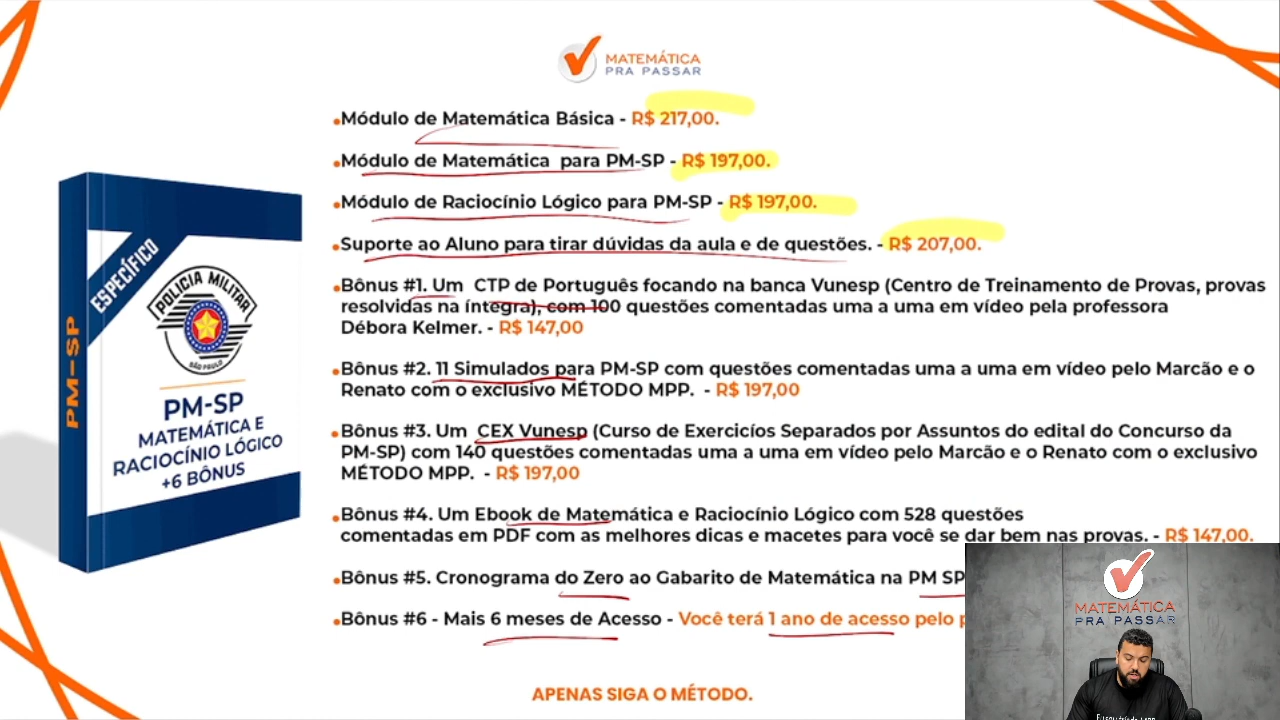 MATEMÁTICA
PRA PASSAR
•Módulo de Matemática Básica - R$ 217,00.
•Módulo de Matemática para PM-SP - R$ 197,00.
•Módulo de Raciocínio Lógico para PM-SP - R$ 197,00.
•Suporte ao Aluno para tirar dúvidas da aula e de questões. - R$ 207,00.
•Bônus #1. Um CTP de Português focando na banca Vunesp (Centro de Treinamento de Provas, provas
resolvidas na íntegra), com 100 questões comentadas uma a uma em vídeo pela professora
Débora Kelmer. - R$ 147,00
•Bônus #2. 11 Simulados para PM-SP com questões comentadas uma a uma em vídeo pelo Marcão e o
Renato com o exclusivo MÉTODO MPP. - R$ 197,00
•Bônus #3. Um CEX Vunesp (Curso de Exercicíos Separados por Assuntos do edital do Concurso da
PM-SP) com 140 questões comentadas uma a uma em vídeo pelo Marcão e o Renato com o exclusivo
MÉTODO MPP. - R$ 197,00
•Bônus #4. Um Ebook de Matemática e Raciocínio Lógico com 528 questões
comentadas em PDF com as melhores dicas e macetes para você se dar bem nas provas. - R$ 147,00.
•Bônus #5. Cronograma do Zero ao Gabarito de Matemática na PM SP
•Bônus #6 - Mais 6 meses de Acesso - Você terá 1 ano de acesso pelo
APENAS SIGA O MÉTODO.
PM-SP
ESPECÍFICO
POLÍCIA MILITAR
SÃO PAULO
PM-SP
MATEMÁTICA E
RACIOCÍNIO LÓGICO
+6 BÔNUS
MATEMÁTICA
PRA PASSAR